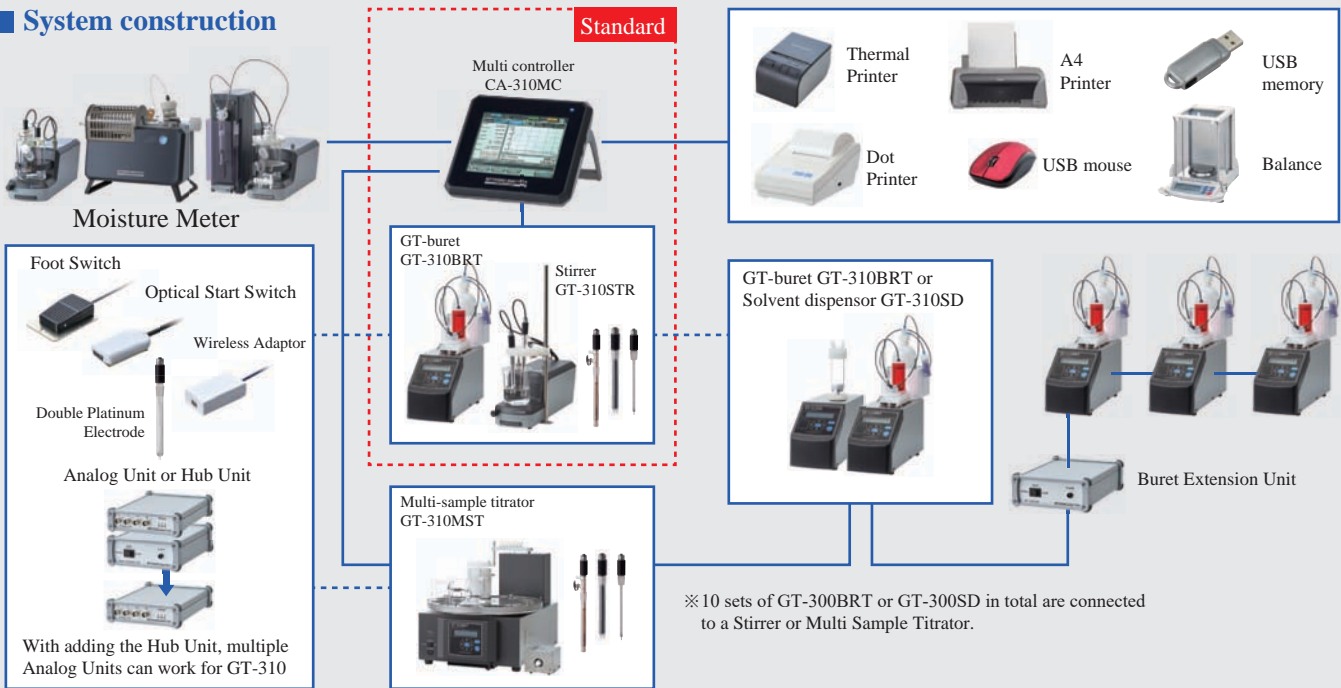 System construction
Standard
Multi controller
CA-310MC
Thermal
Printer
A4
Printer
USB
memory
Dot
Printer
USB mouse
Balance
Moisture Meter
Foot Switch
Optical Start Switch
Wireless Adaptor
Double Platinum
Electrode
Analog Unit or Hub Unit
With adding the Hub Unit, multiple
Analog Units can work for GT-310
GT-buret
GT-310BRT
Stirrer
GT-310STR
GT-buret GT-310BRT or
Solvent dispensor GT-310SD
Buret Extension Unit
Multi-sample titrator
GT-310MST
※10 sets of GT-300BRT or GT-300SD in total are connected
to a Stirrer or Multi Sample Titrator.